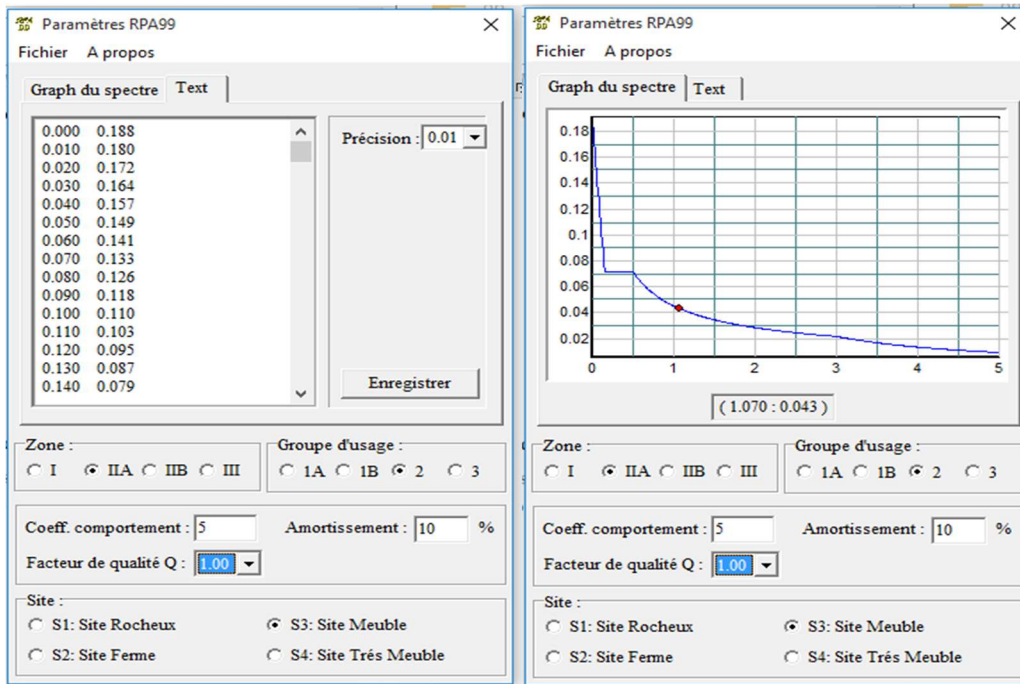 Paramètres RPA99
Fichier A propos
Graph du spectre Text
0.000 0.188
0.010 0.180
0.020 0.172
0.030 0.164
0.040 0.157
0.050 0.149
0.060 0.141
0.070 0.133
0.080 0.126
0.090 0.118
0.100 0.110
0.110 0.103
0.120 0.095
0.130 0.087
0.140 0.079
Précision : 0.01
Enregistrer
Zone :
I IIA IIB III
Groupe d'usage :
1A 1B 2 3
Coeff. comportement : 5 Amortissement : 10 %
Facteur de qualité Q : 1.00
Site :
S1: Site Rocheux S3: Site Meuble
S2: Site Ferme S4: Site Trés Meuble
Paramètres RPA99
Fichier A propos
Graph du spectre Text
0.18
0.16
0.14
0.12
0.1
0.08
0.06
0.04
0.02
0 1 2 3 4 5
( 1.070 : 0.043 )
Zone :
I IIA IIB III
Groupe d'usage :
1A 1B 2 3
Coeff. comportement : 5 Amortissement : 10 %
Facteur de qualité Q : 1.00
Site :
S1: Site Rocheux S3: Site Meuble
S2: Site Ferme S4: Site Trés Meuble